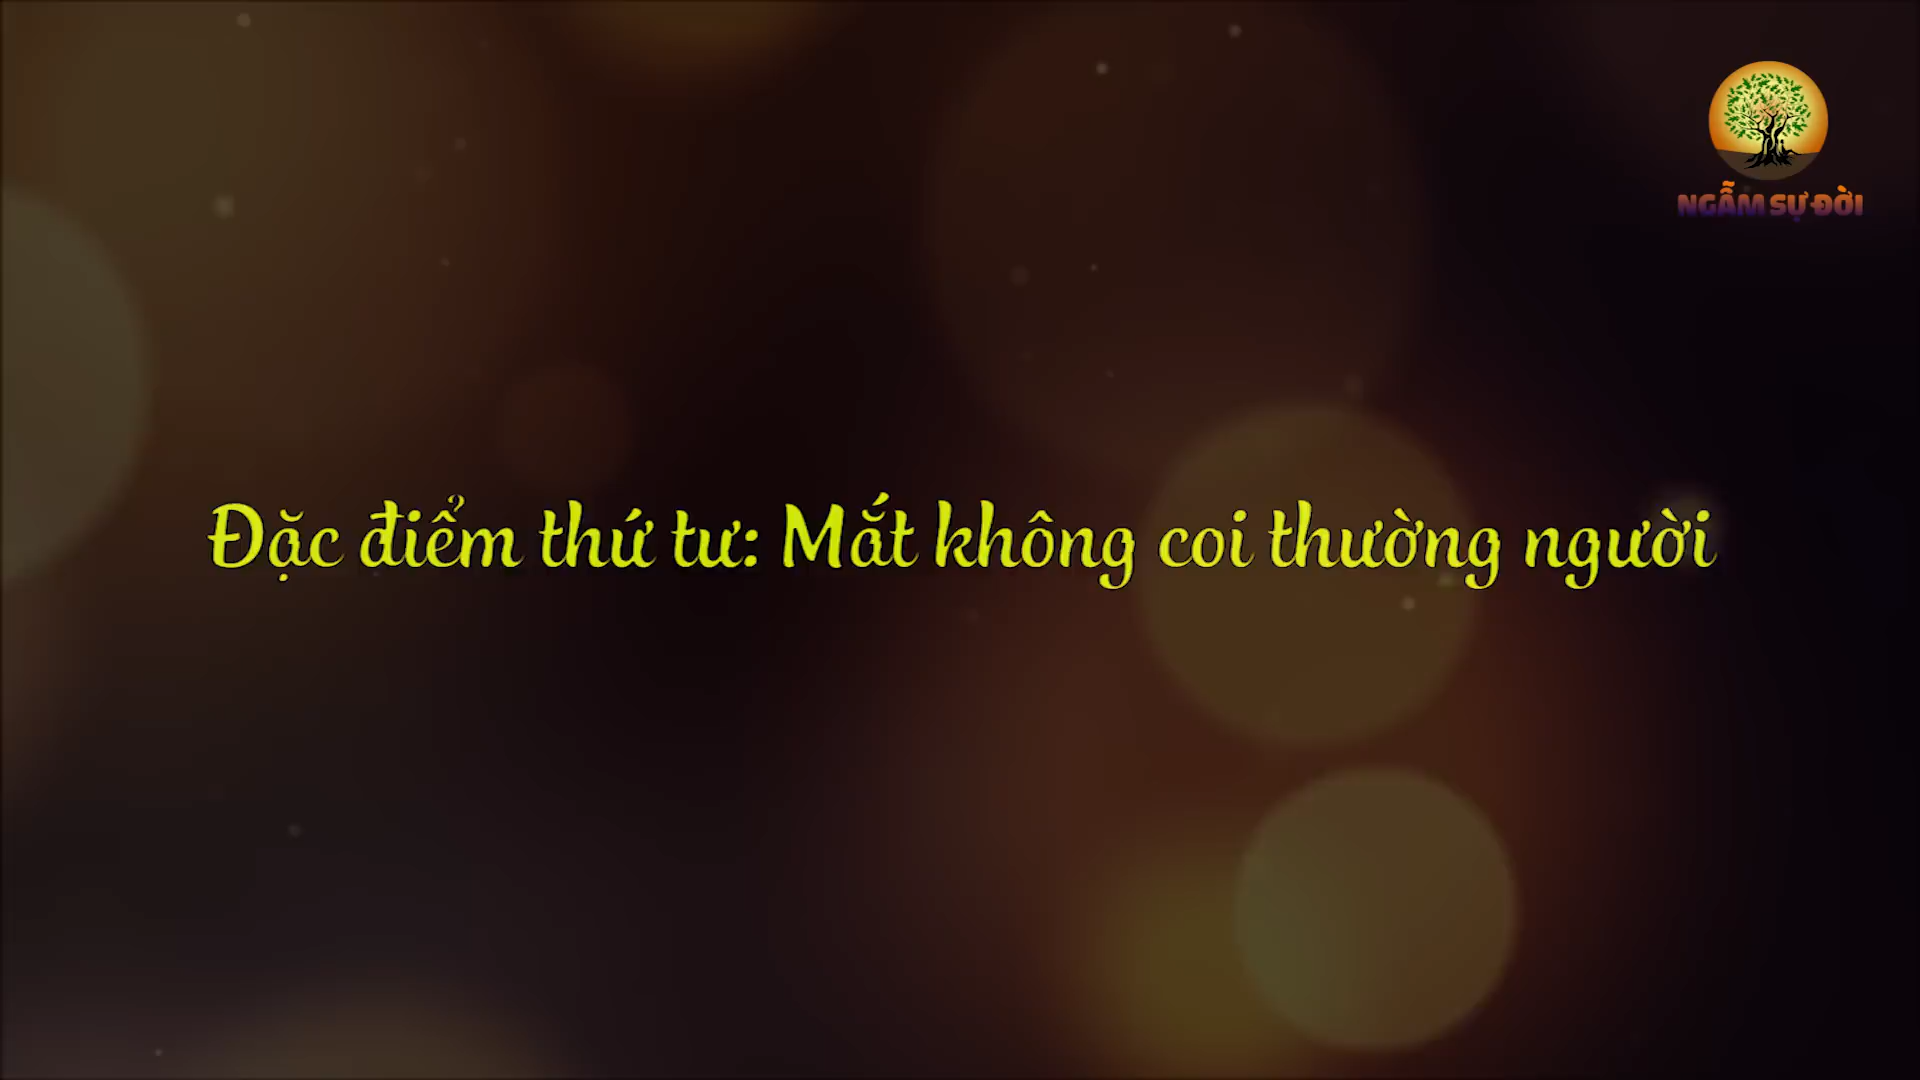 NGẪM SỰ ĐỜI
Đặc điểm thứ tư: Mắt không coi thường người